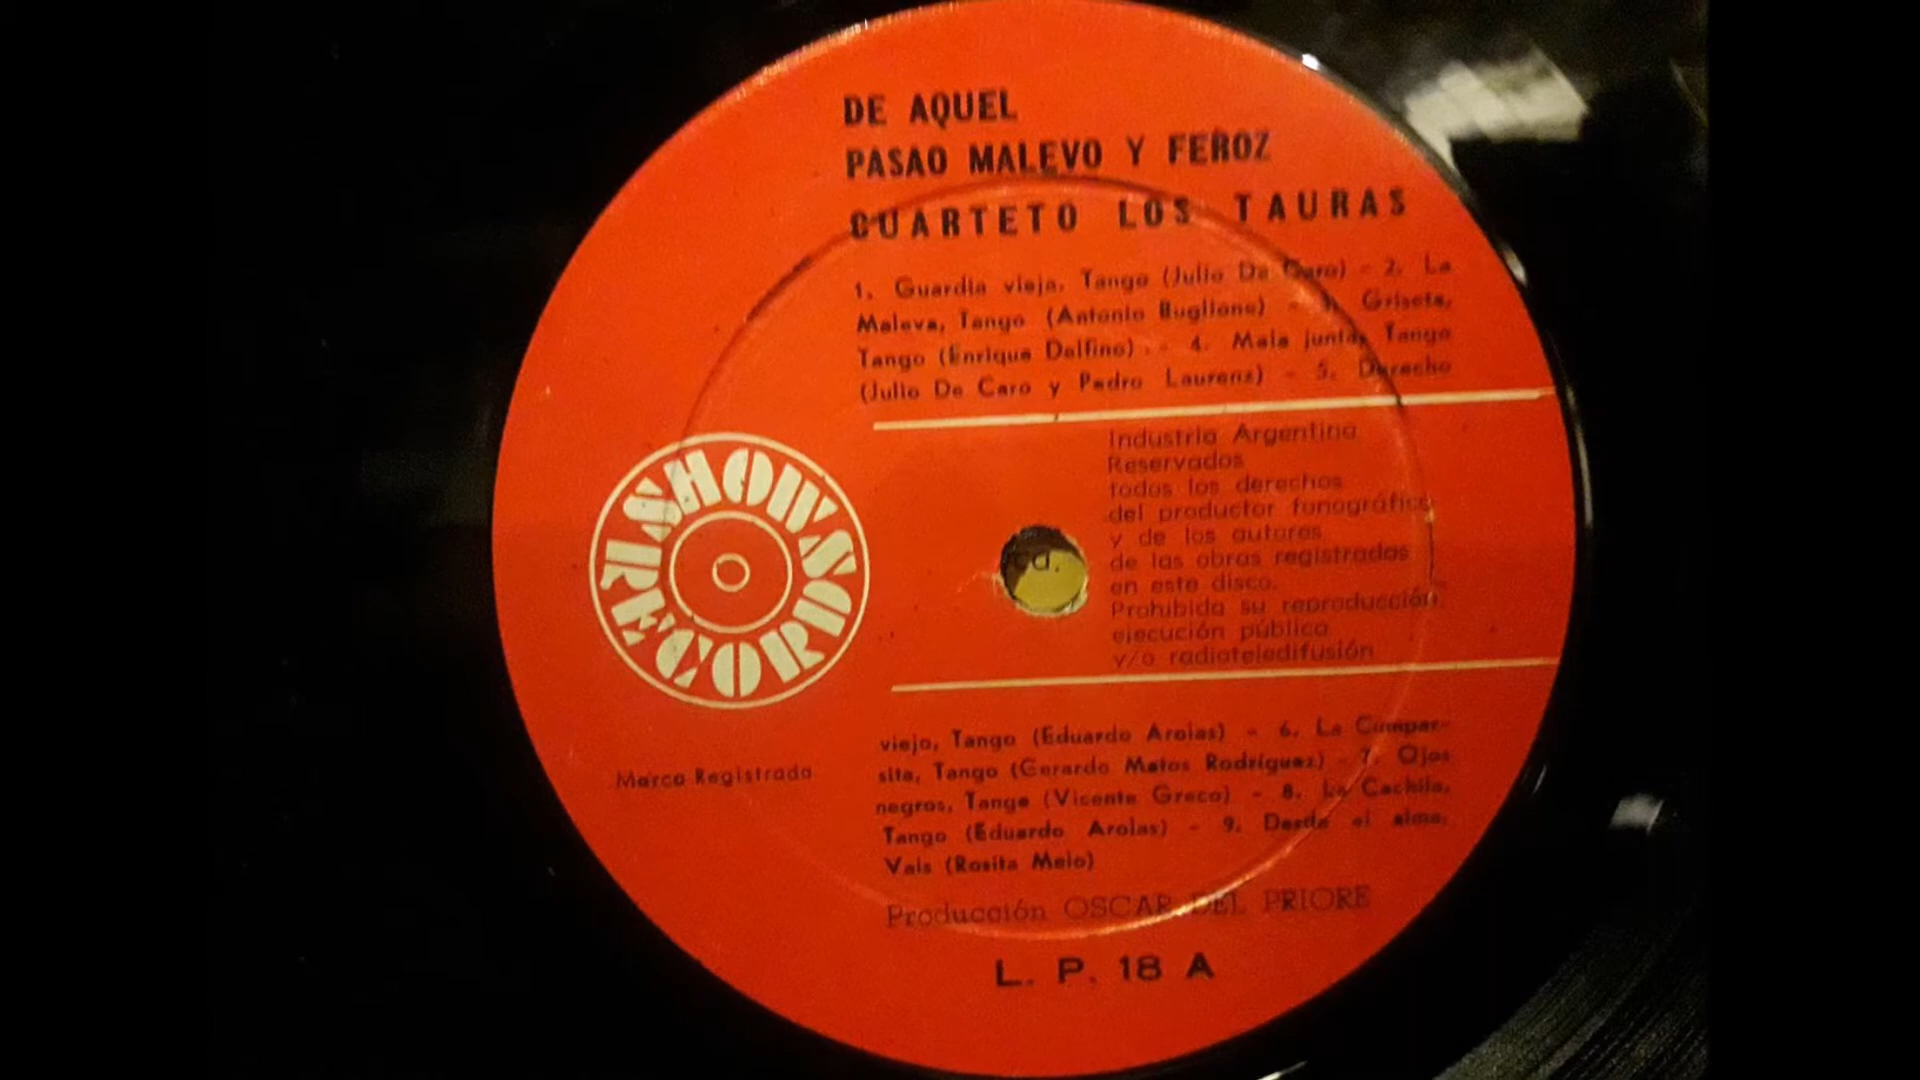 DE AQUEL
PASAO MALEVO Y FEROZ
CUARTETO LOS TAURAS
1. Guardia vieja, Tango (Julio De Caro) - 2. La
Maleva, Tango (Antonio Buglione) - 3. Griseta,
Tango (Enrique Delfino) - 4. Mala junta, Tango
(Julio De Caro y Pedro Laurenz) - 5. Derecho
Industria Argentina
Reservados
todos los derechos
del productor fonográfico
y de los autores
de las obras registradas
en este disco.
Prohibida su reproducción,
ejecución pública
y/o radioteledifusión
SHOWS RECORDS
cd.
Marca Registrada
viejo, Tango (Eduardo Arolas) - 6. La Cumpar-
sita, Tango (Gerardo Matos Rodríguez) - 7. Ojos
negros, Tango (Vicente Greco) - 8. La Cachila,
Tango (Eduardo Arolas) - 9. Desde el alma,
Vals (Rosita Melo)
Producción OSCAR DEL PRIORE
L. P. 18 A